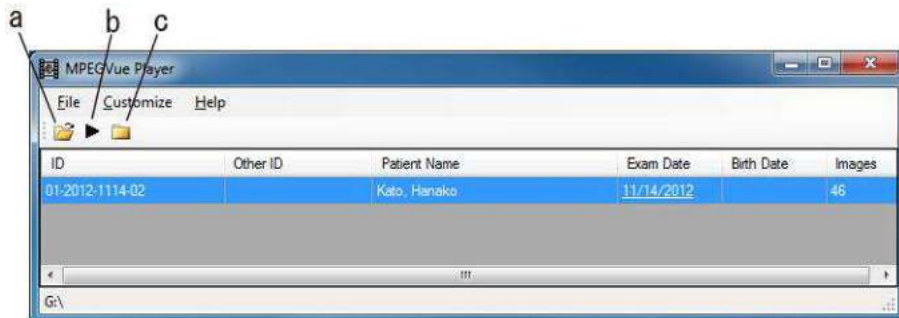 a b c
MPEGVue Player
File Customize Help
ID Other ID Patient Name Exam Date Birth Date Images
01-2012-1114-02 Kato, Hanako 11/14/2012 46
G:\